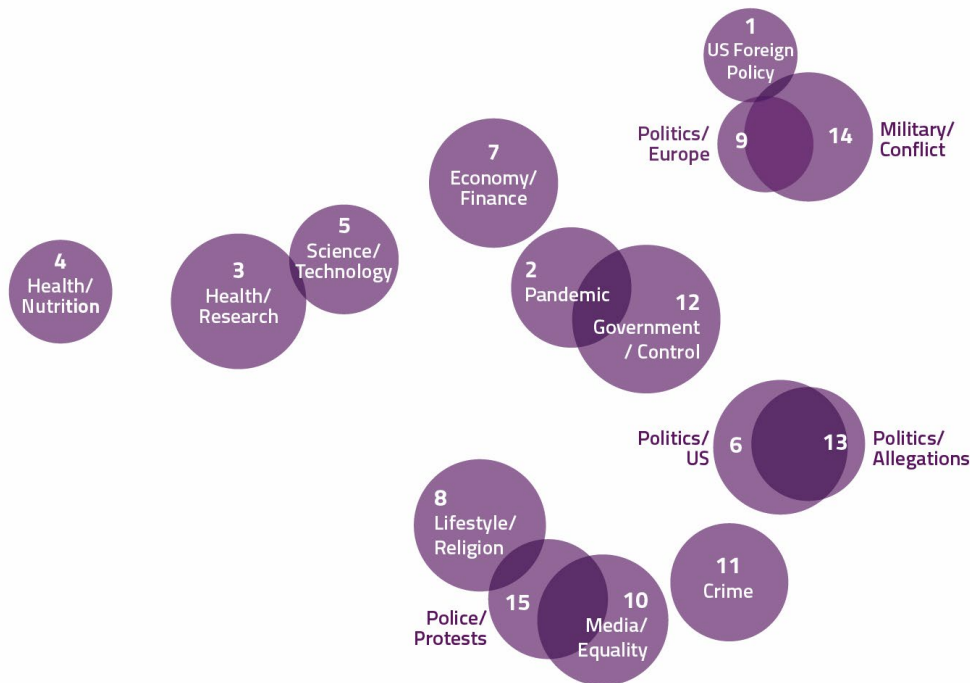 1
US Foreign
Policy
Politics/
Europe
9
14
Military/
Conflict
7
Economy/
Finance
5
Science/
Technology
4
Health/
Nutrition
3
Health/
Research
2
Pandemic
12
Government
/ Control
Politics/
US
6
13
Politics/
Allegations
8
Lifestyle/
Religion
11
Crime
Police/
Protests
15
10
Media/
Equality